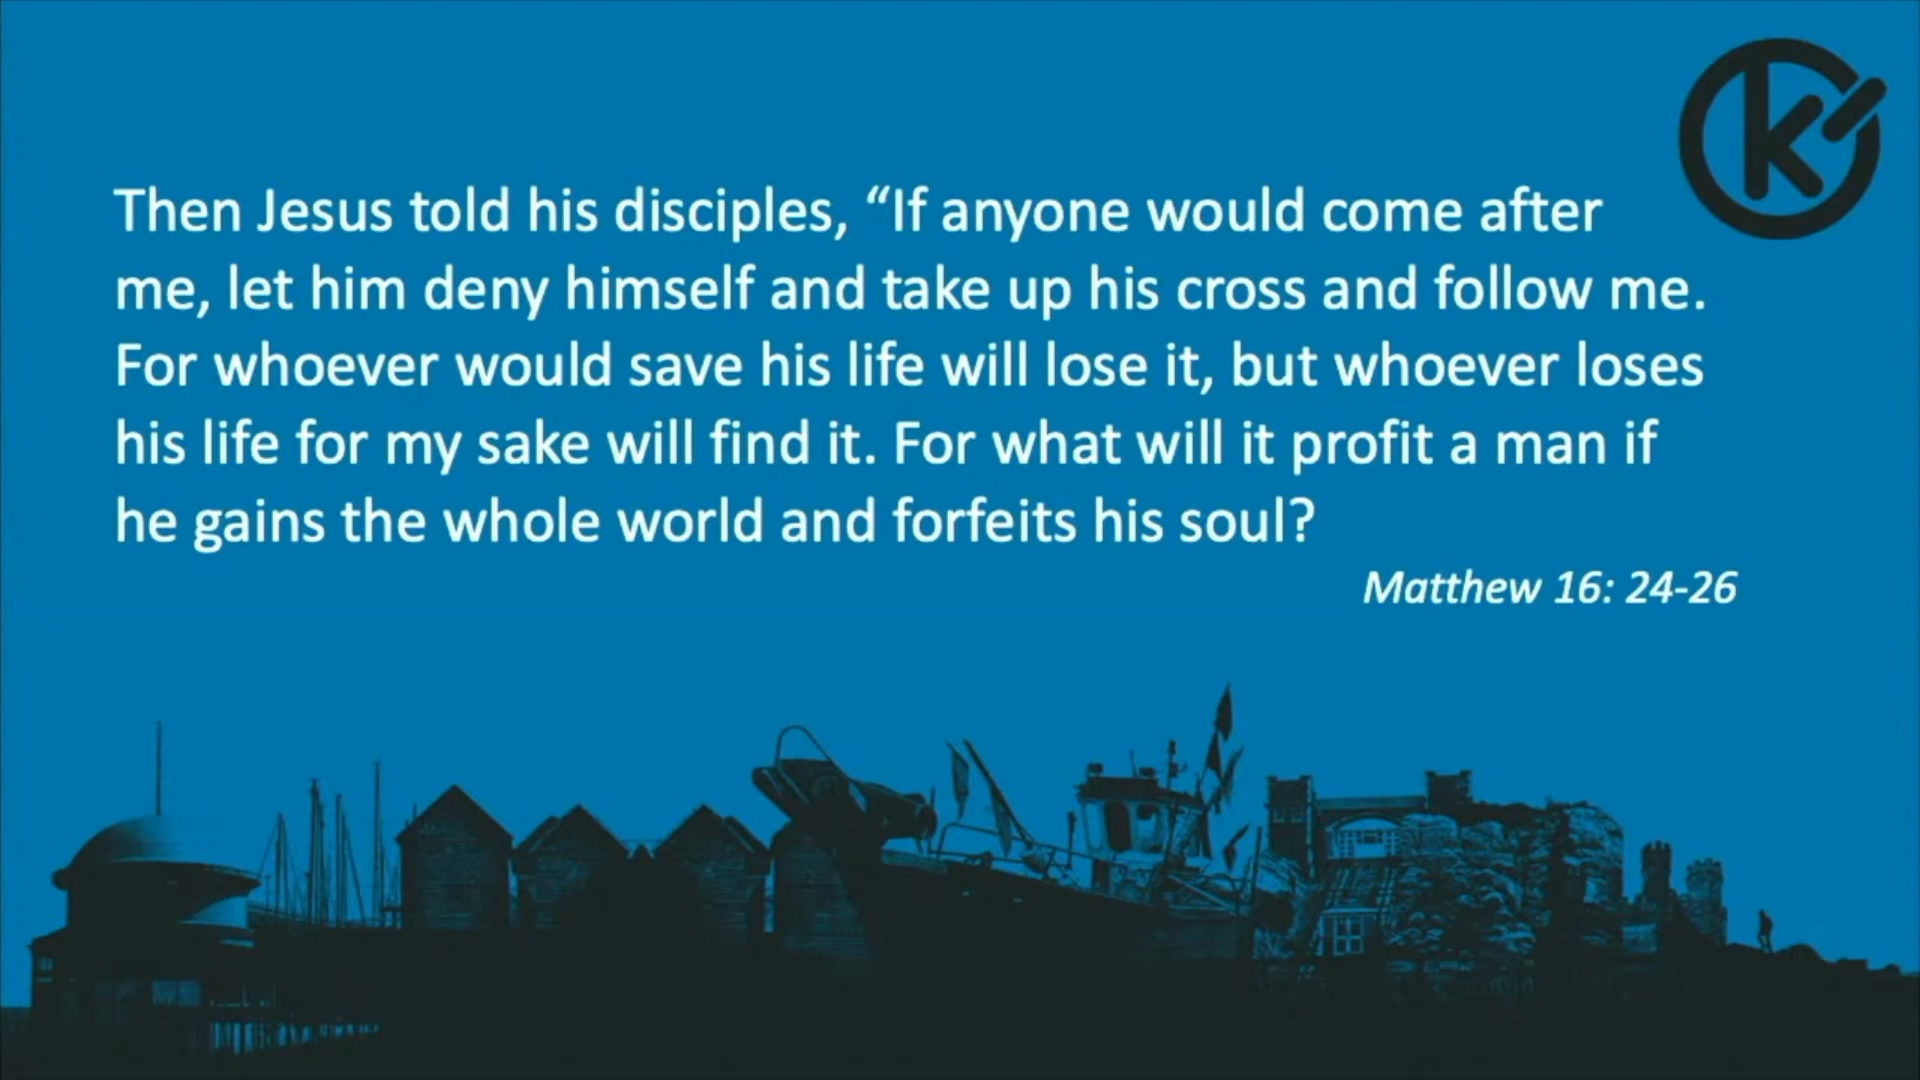 k
Then Jesus told his disciples, “If anyone would come after
me, let him deny himself and take up his cross and follow me.
For whoever would save his life will lose it, but whoever loses
his life for my sake will find it. For what will it profit a man if
he gains the whole world and forfeits his soul?
Matthew 16: 24-26